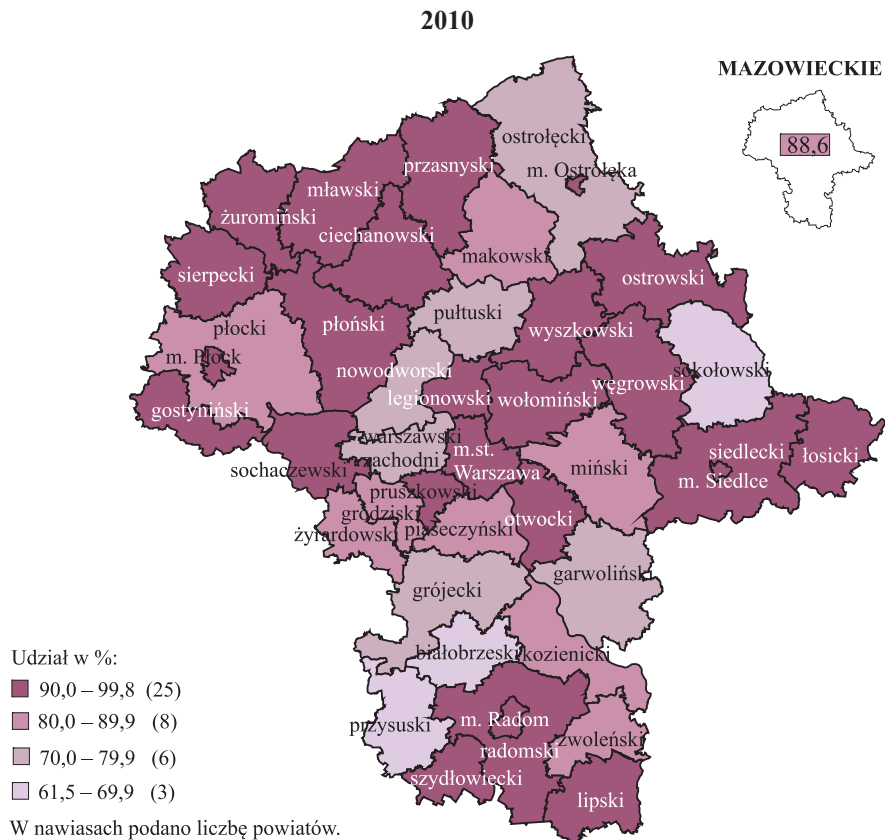 2010
MAZOWIECKIE
88,6
ostrołęcki
m. Ostrołęka
przasnyski
mławski
żuromiński
ciechanowski
makowski
sierpecki
ostrowski
płocki
m. Płock
płoński
pułtuski
wyszkowski
sokołowski
nowodworski
legionowski
wołomiński
węgrowski
gostyniński
warszawski
zachodni
m.st.
Warszawa
sochaczewski
miński
siedlecki
m. Siedlce
łosicki
pruszkowski
grodziski
żyrardowski
piaseczyński
otwocki
garwoliński
grójecki
białobrzeski
kozienicki
przysuski
m. Radom
radomski
zwoleński
szydłowiecki
lipski
Udział w %:
90,0 – 99,8 (25)
80,0 – 89,9 (8)
70,0 – 79,9 (6)
61,5 – 69,9 (3)
W nawiasach podano liczbę powiatów.